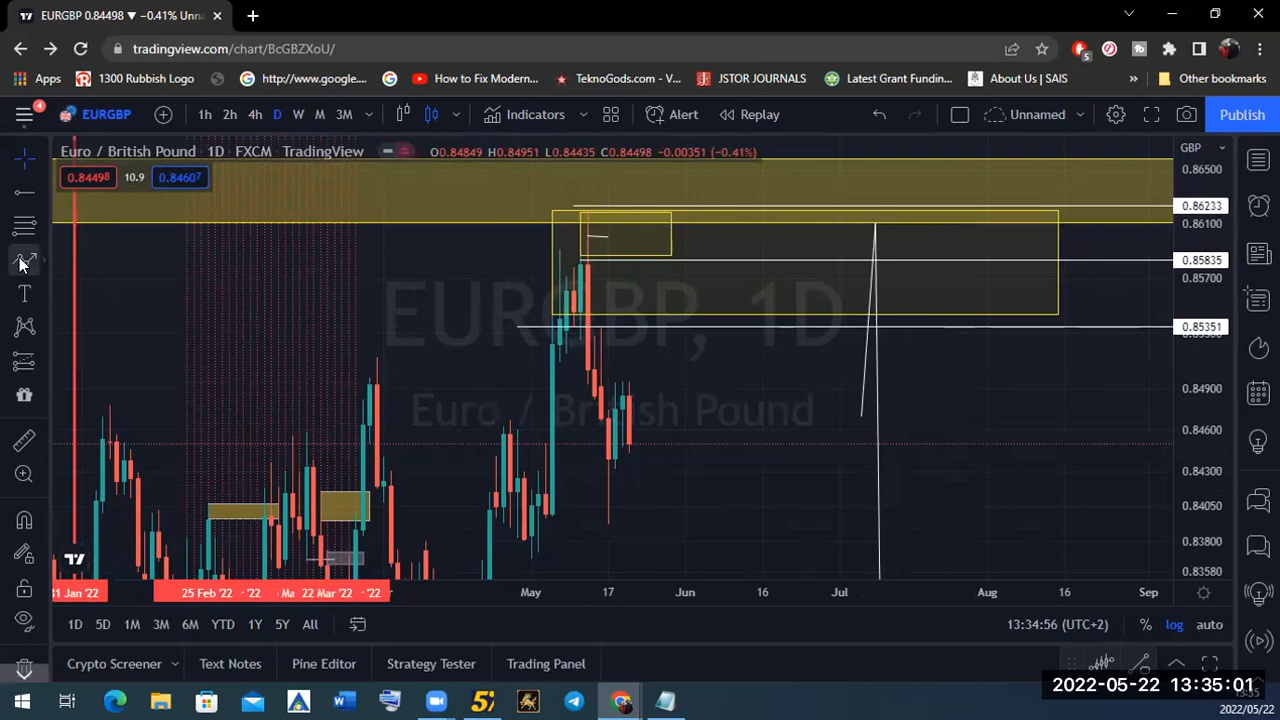 EURGBP 0.84498 ▼ −0.41% Unna
tradingview.com/chart/BcGBZXoU/
5
Apps
1300 Rubbish Logo
http://www.google....
How to Fix Modern...
TeknoGods.com - V...
JSTOR JOURNALS
Latest Grant Fundin...
About Us | SAIS
»
Other bookmarks
4
EURGBP
1h 2h 4h D W M 3M
Indicators
Alert
Replay
Unnamed
Publish
Euro / British Pound · 1D · FXCM · TradingView
O0.84849 H0.84951 L0.84435 C0.84498 −0.00351 (−0.41%)
GBP
0.84498 10.9 0.84607
0.86500
0.86233
0.86100
0.85835
0.85700
EURGBP, 1D
0.85351
0.84900
Euro / British Pound
0.84600
0.84300
0.84050
0.83800
0.83580
31 Jan '22
25 Feb '22
22 Mar '22
May 17 Jun 16 Jul Aug 16 Sep
1D 5D 1M 3M 6M YTD 1Y 5Y All
13:34:56 (UTC+2)
% log auto
Crypto Screener
Text Notes
Pine Editor
Strategy Tester
Trading Panel
2022-05-22 13:35:01
2022/05/22